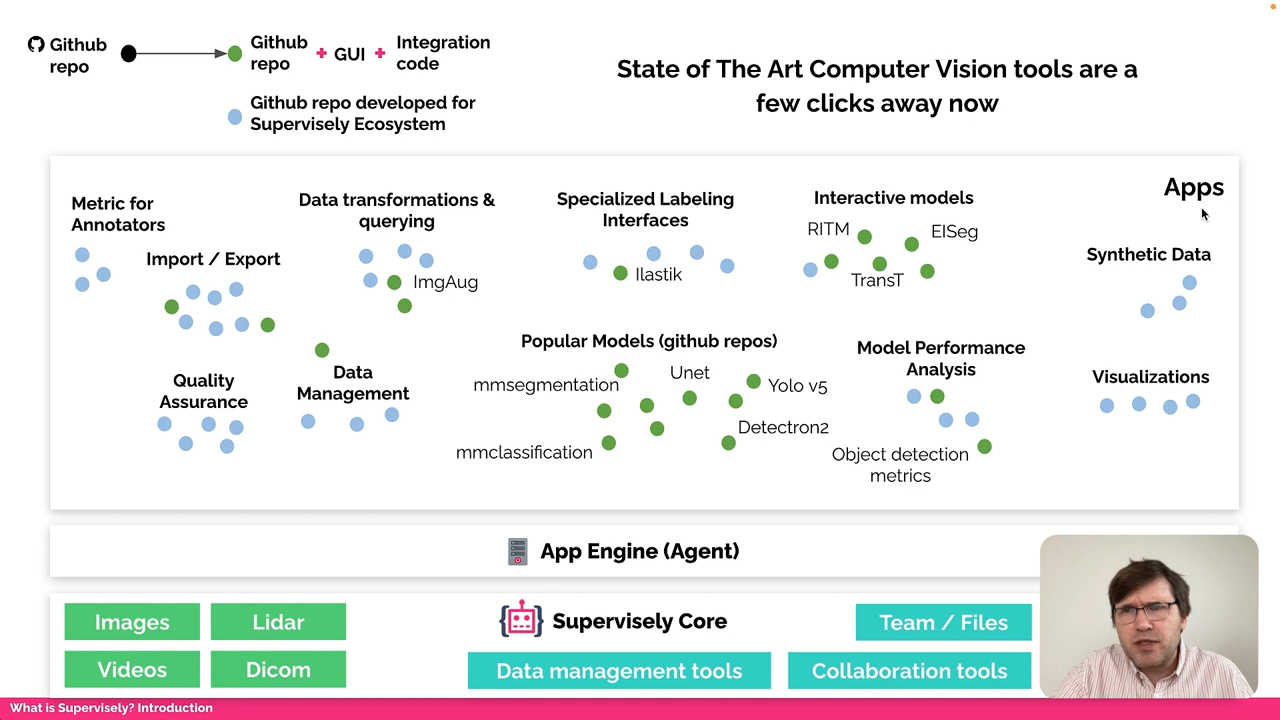 Github
repo
Github
repo
+ GUI +
Integration
code
Github repo developed for
Supervisely Ecosystem
State of The Art Computer Vision tools are a
few clicks away now
Apps
Metric for
Annotators
Import / Export
Data transformations &
querying
ImgAug
Specialized Labeling
Interfaces
Ilastik
Interactive models
RITM
EISeg
TransT
Synthetic Data
Quality
Assurance
Data
Management
Popular Models (github repos)
mmsegmentation
Unet
Yolo v5
Detectron2
mmclassification
Model Performance
Analysis
Object detection
metrics
Visualizations
App Engine (Agent)
Images
Lidar
Videos
Dicom
Supervisely Core
Team / Files
Data management tools
Collaboration tools
What is Supervisely? Introduction